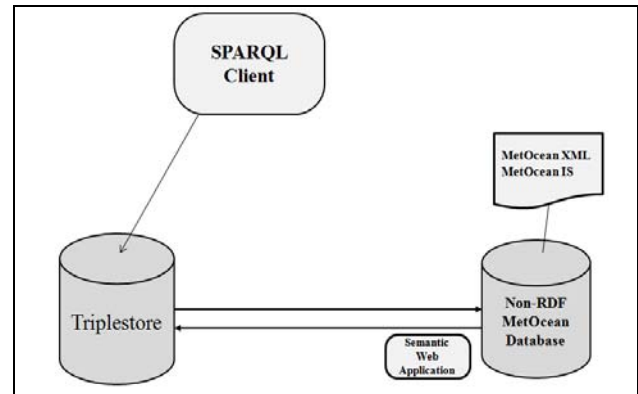 SPARQL
Client
MetOcean XML
MetOcean IS
Triplestore
Non-RDF
MetOcean
Database
Semantic
Web
Application